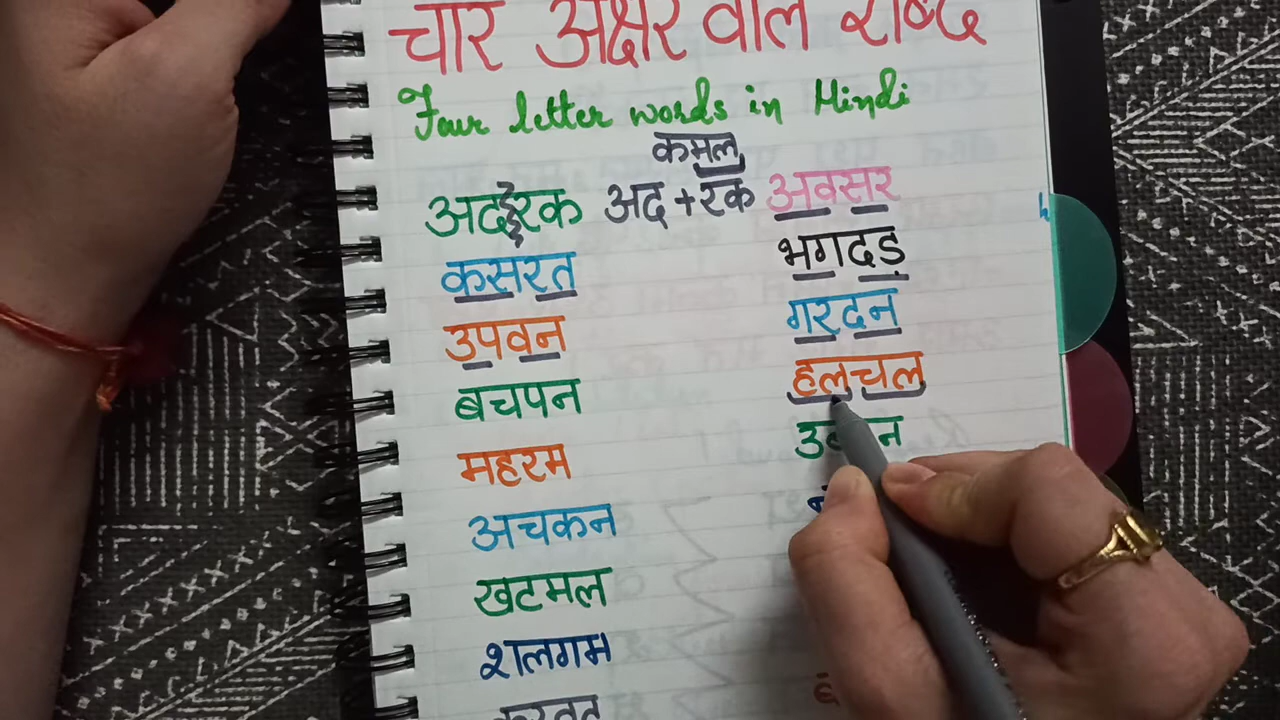 चार अक्षर वाले शब्द
Four letter words in Hindi
कमल
अदरक अद + रक अवसर
कसरत भगदड़
उपवन गरदन
बचपन हलचल
महरम
अचकन
खटमल
शलगम
करवट